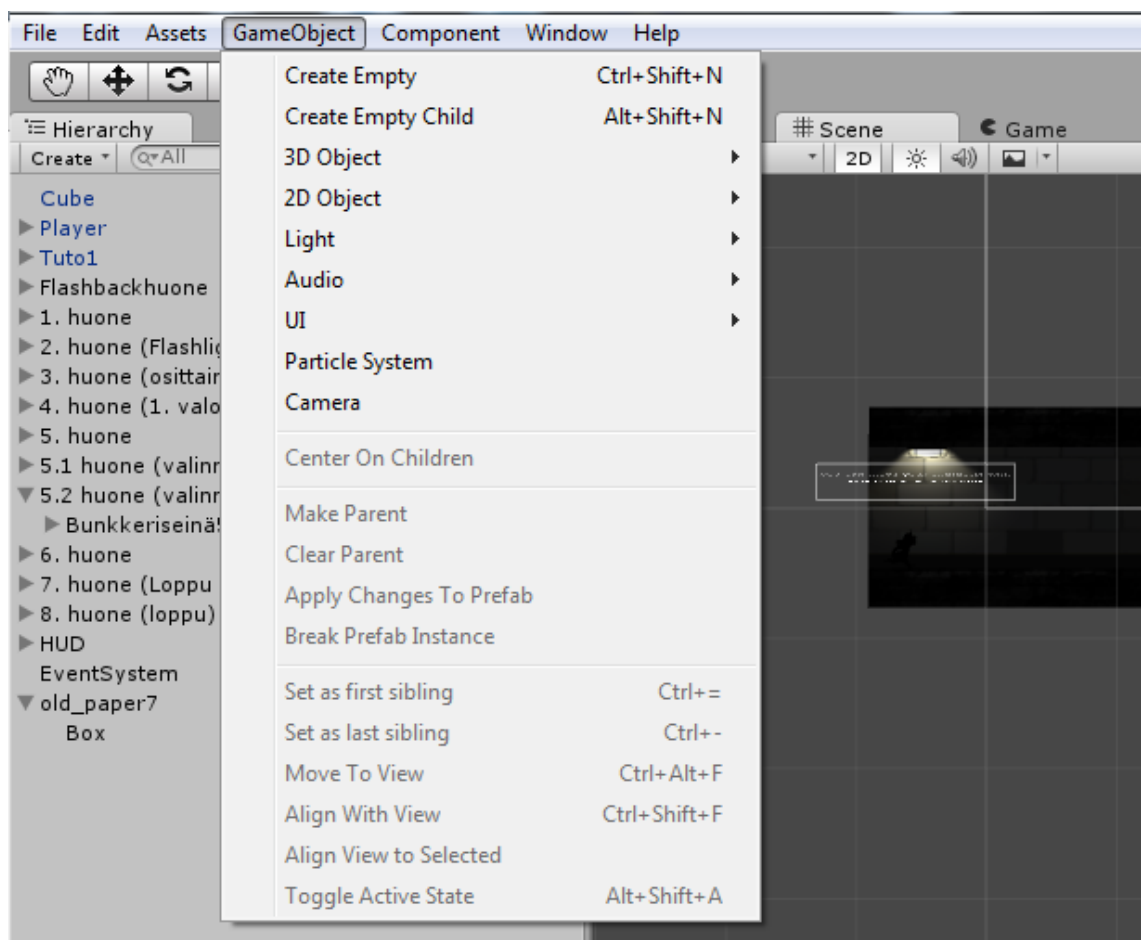 File Edit Assets GameObject Component Window Help
Create Empty Ctrl+Shift+N
Create Empty Child Alt+Shift+N
3D Object
2D Object
Light
Audio
UI
Particle System
Camera
Center On Children
Make Parent
Clear Parent
Apply Changes To Prefab
Break Prefab Instance
Set as first sibling Ctrl+=
Set as last sibling Ctrl+-
Move To View Ctrl+Alt+F
Align With View Ctrl+Shift+F
Align View to Selected
Toggle Active State Alt+Shift+A
Hierarchy
Create All
Cube
Player
Tuto1
Flashbackhuone
1. huone
2. huone (Flashlig
3. huone (osittair
4. huone (1. valo
5. huone
5.1 huone (valinr
5.2 huone (valinr
Bunkkeriseinä
6. huone
7. huone (Loppu
8. huone (loppu)
HUD
EventSystem
old_paper7
Box
Scene Game
2D